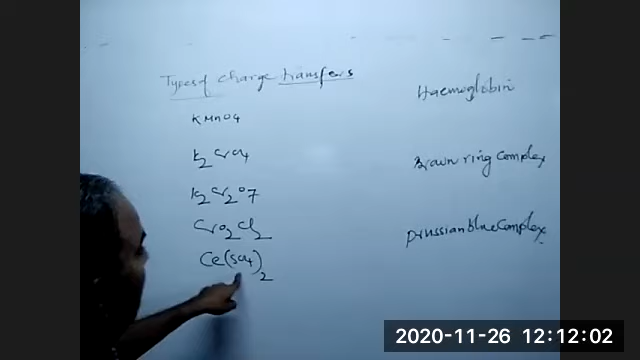 Types of charge transfers
KMnO4
K2CrO4
K2Cr2O7
CrO2Cl2
Ce(SO4)2
Haemoglobin
Brown ring Complex
prussian blue Complex
2020-11-26 12:12:02